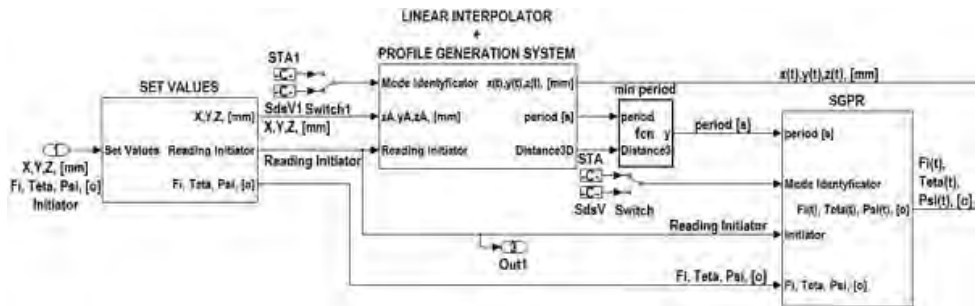 LINEAR INTERPOLATOR
+
PROFILE GENERATION SYSTEM
STA1
-C-
-C-
SdsV1 Switch1
X,Y,Z, [mm]
Mode Identyficator
x(t),y(t),z(t), [mm]
xA,yA,zA, [mm]
period [s]
Reading Initiator
Distance3D
x(t),y(t),z(t), [mm]
min period
period
fcn y
Distance3
period [s]
SET VALUES
X,Y,Z, [mm]
Set Values
Reading Initiator
Fi, Teta, Psi, [o]
1
X,Y,Z, [mm]
Fi, Teta, Psi, [o]
Initiator
Reading Initiator
STA
-C-
-C-
SdsV Switch
SGPR
period [s]
Mode Identyficator
Fi(t), Teta(t), Psi(t), [o]
Initiator
Fi, Teta, Psi, [o]
Fi(t),
Teta(t),
Psi(t), [o]
Reading Initiator
Out1
Fi, Teta, Psi, [o]